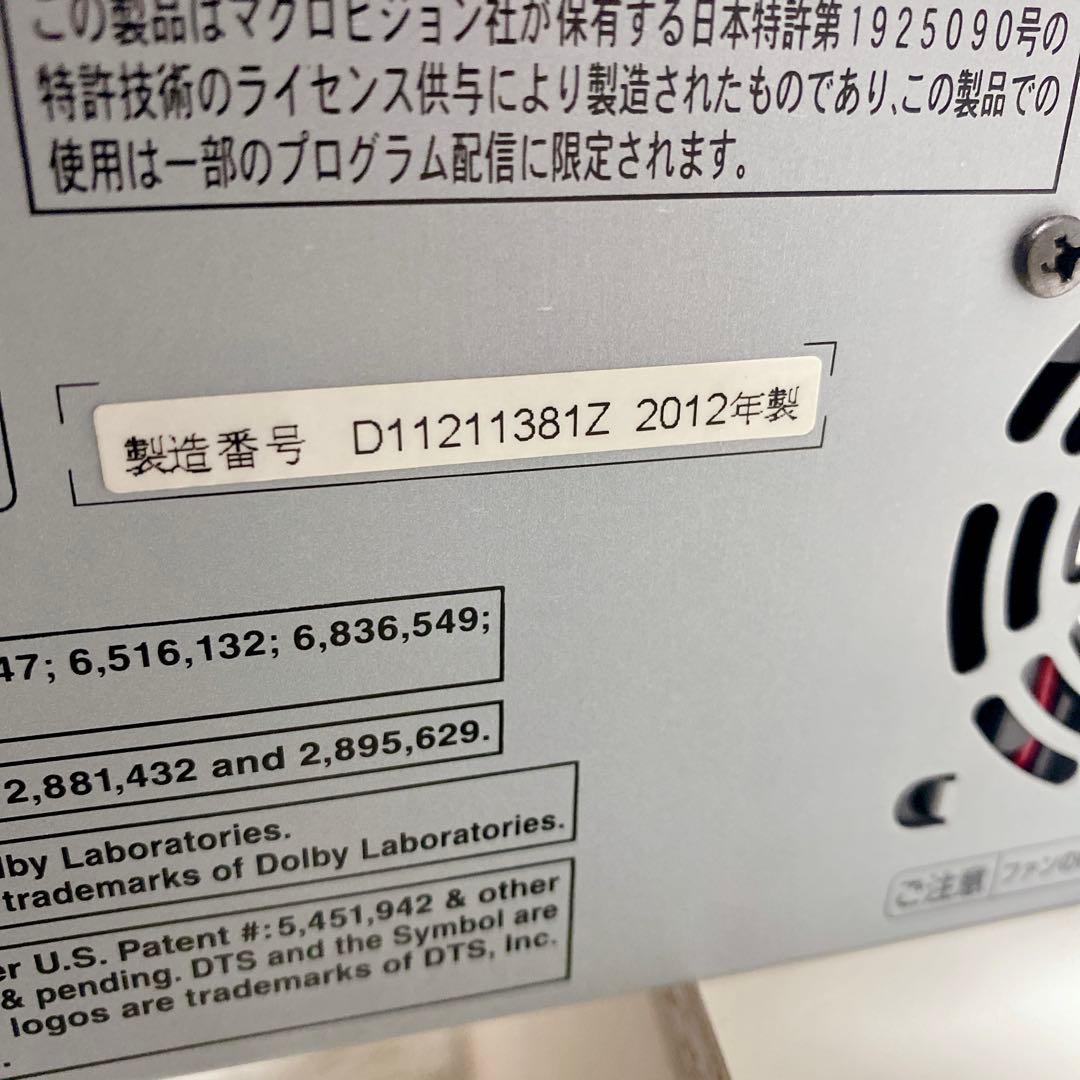 この製品はマクロビジョン社が保有する日本特許第1925090号の
特許技術のライセンス供与により製造されたものであり、この製品での
使用は一部のプログラム配信に限定されます。
製造番号 D11211381Z 2012年製
47; 6,516,132; 6,836,549;
2,881,432 and 2,895,629.
lby Laboratories.
trademarks of Dolby Laboratories.
er U.S. Patent #: 5,451,942 & other
& pending. DTS and the Symbol are
logos are trademarks of DTS, Inc.
ご注意 ファンの